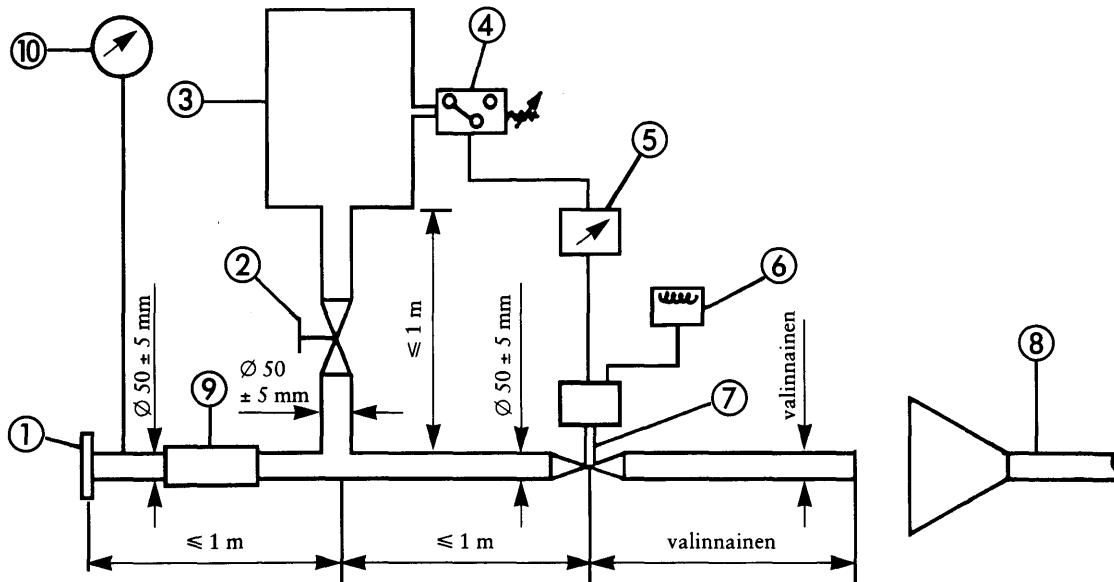 10
4
3
5
2
6
≤ 1 m
valinnainen
Ø 50 ± 5 mm
Ø 50 ± 5 mm
8
9
Ø 50
± 5 mm
7
1
≤ 1 m
≤ 1 m
valinnainen